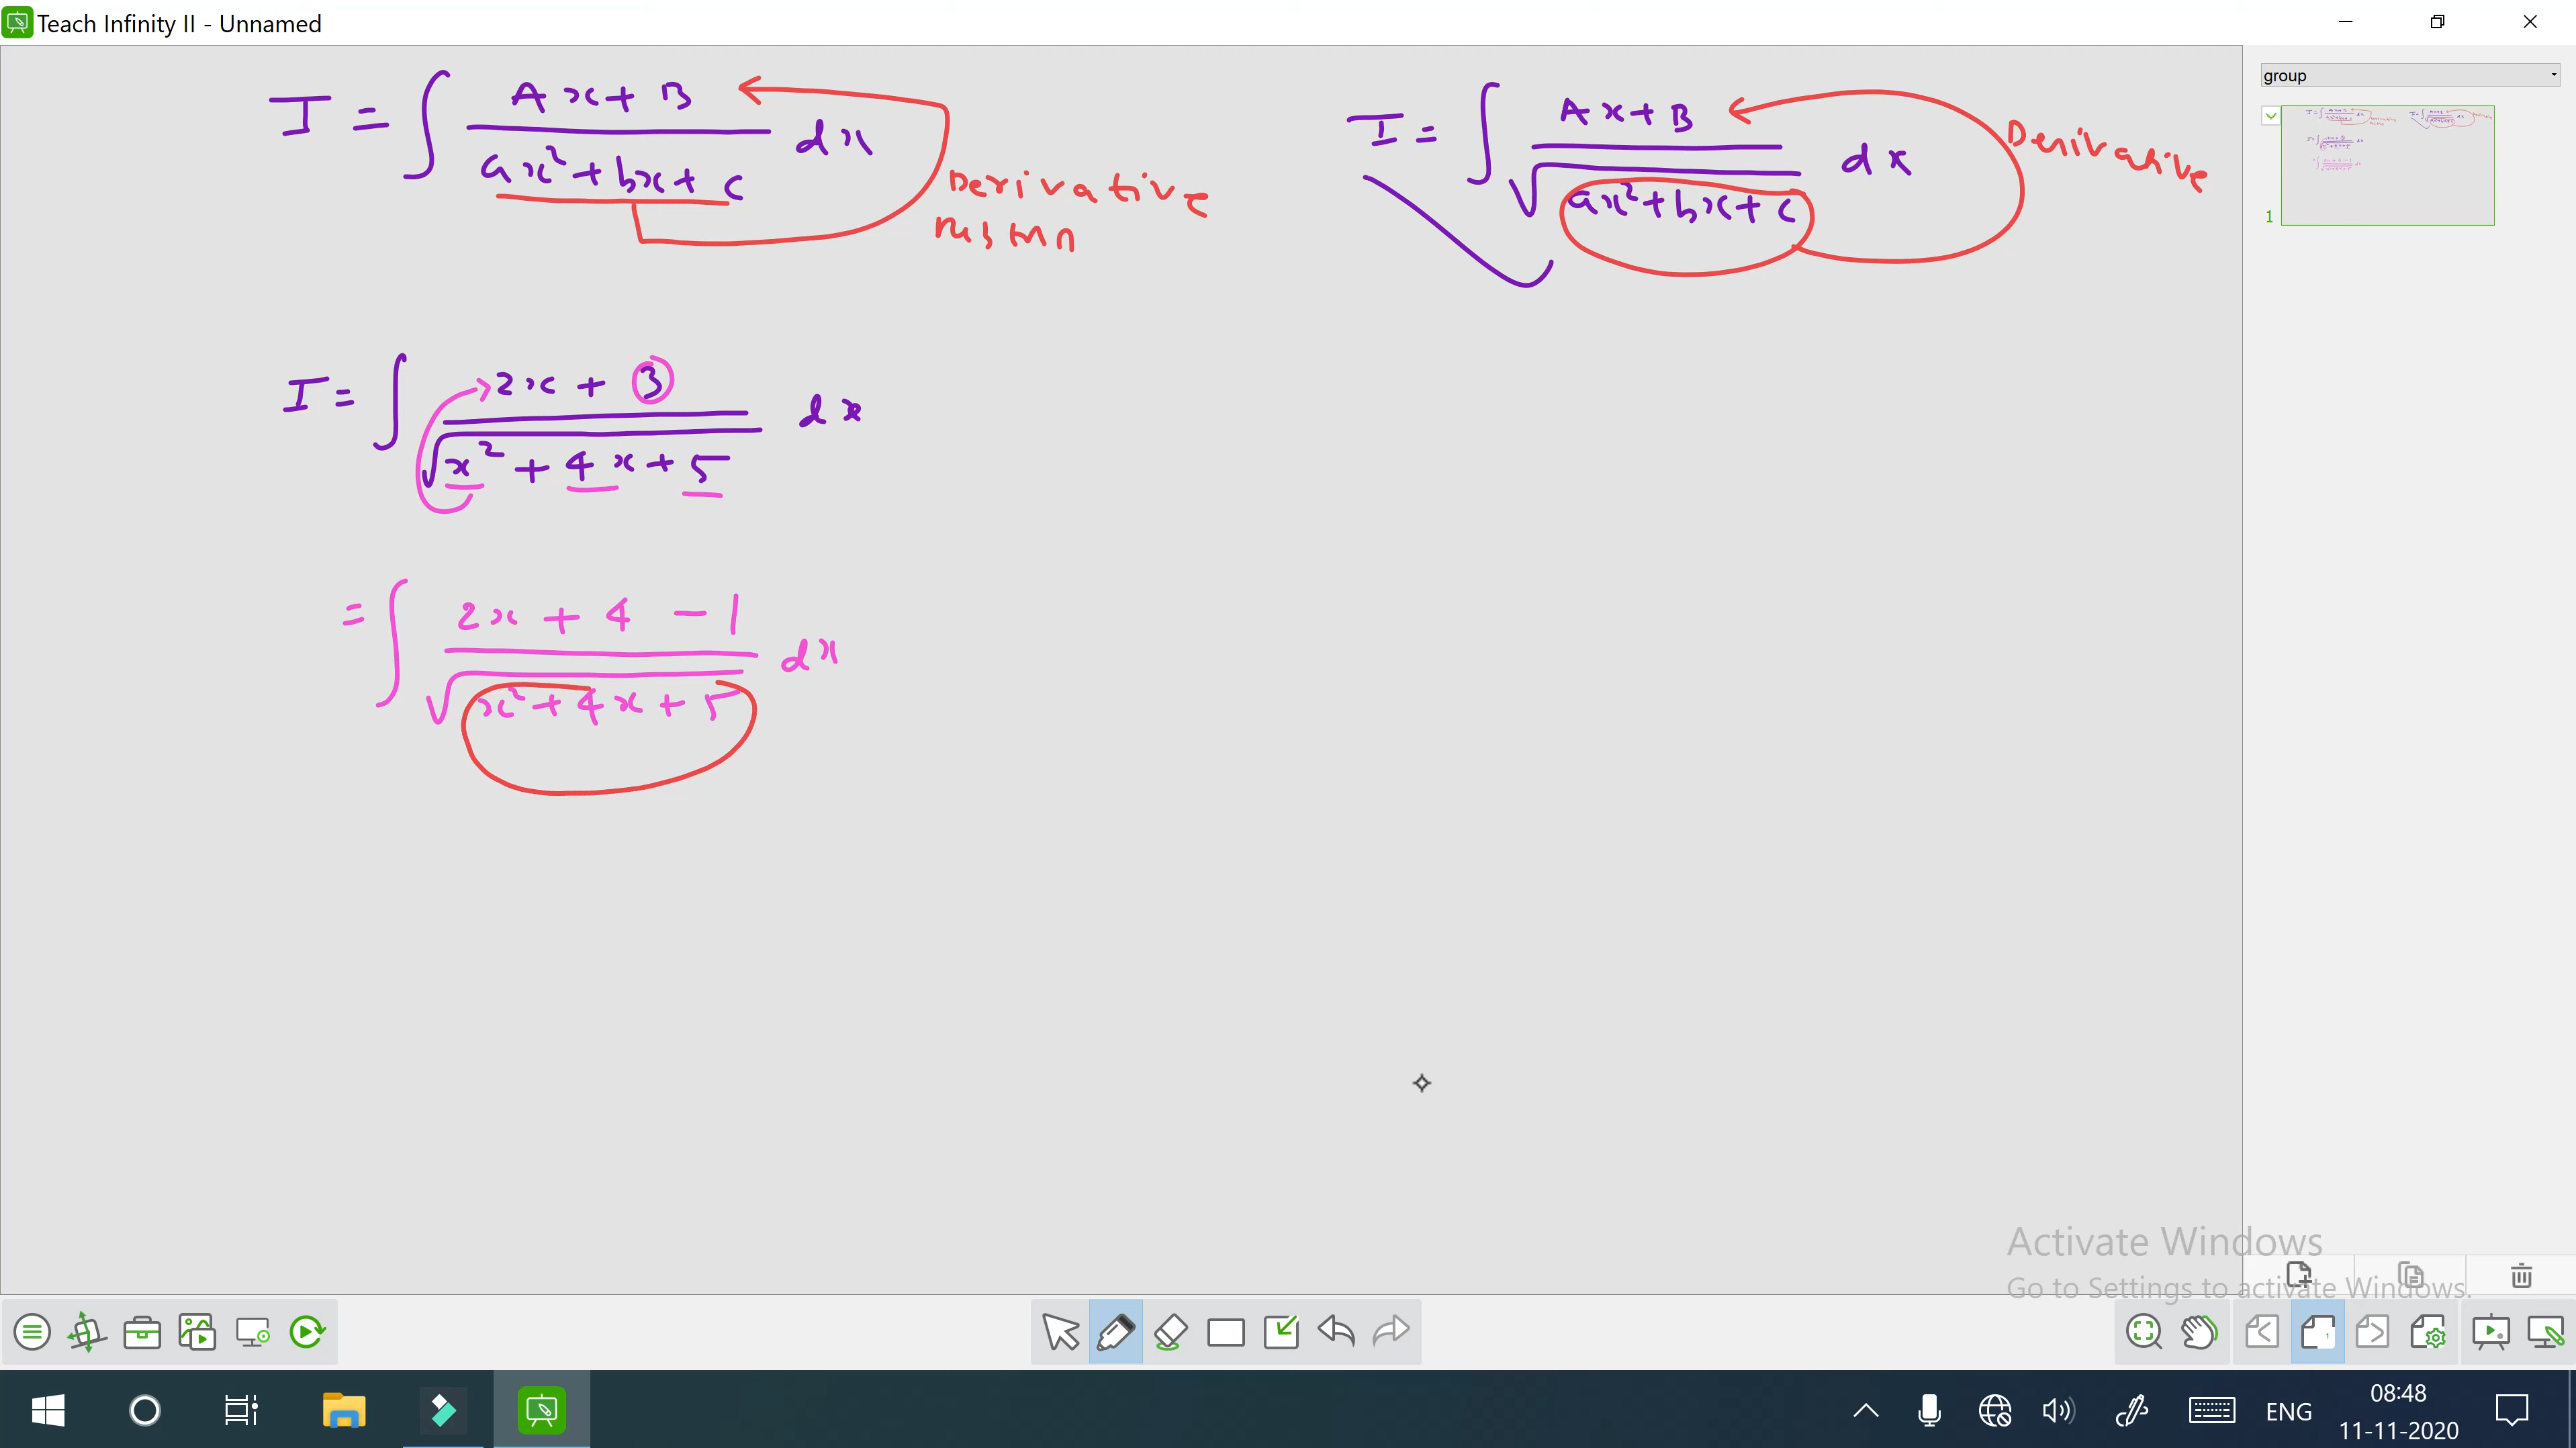 Teach Infinity II - Unnamed
I = ∫ (Ax + B)/(ax² + bx + c) dx
Derivative
I = ∫ (Ax + B)/√(ax² + bx + c) dx
Derivative
I = ∫ (2x + 3)/√(x² + 4x + 5) dx
= ∫ (2x + 4 - 1)/√(x² + 4x + 5) dx
group
1
Activate Windows
Go to Settings to activate Windows.
ENG
08:48
11-11-2020